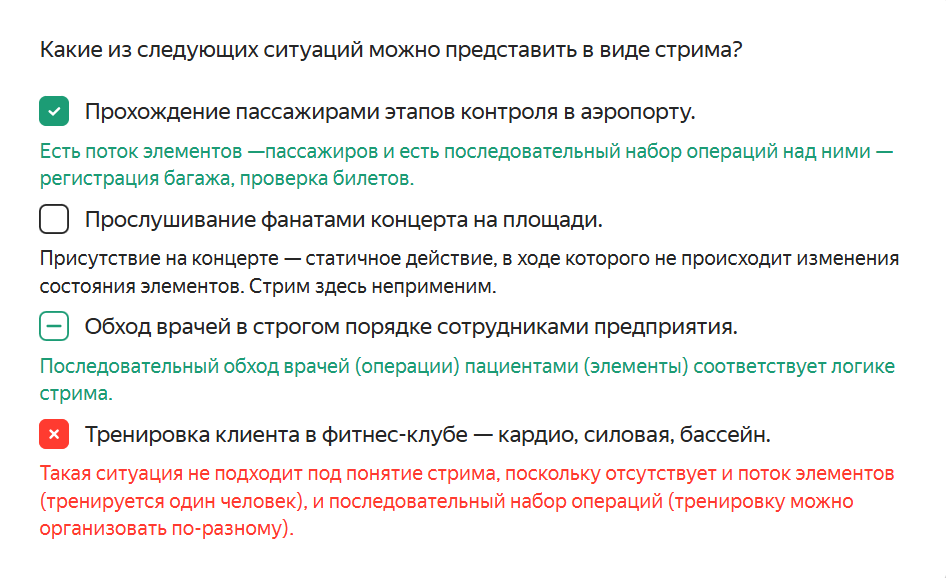 Какие из следующих ситуаций можно представить в виде стрима?
Прохождение пассажирами этапов контроля в аэропорту.
Есть поток элементов —пассажиров и есть последовательный набор операций над ними —
регистрация багажа, проверка билетов.
Прослушивание фанатами концерта на площади.
Присутствие на концерте — статичное действие, в ходе которого не происходит изменения
состояния элементов. Стрим здесь неприменим.
Обход врачей в строгом порядке сотрудниками предприятия.
Последовательный обход врачей (операции) пациентами (элементы) соответствует логике
стрима.
Тренировка клиента в фитнес-клубе — кардио, силовая, бассейн.
Такая ситуация не подходит под понятие стрима, поскольку отсутствует и поток элементов
(тренируется один человек), и последовательный набор операций (тренировку можно
организовать по-разному).